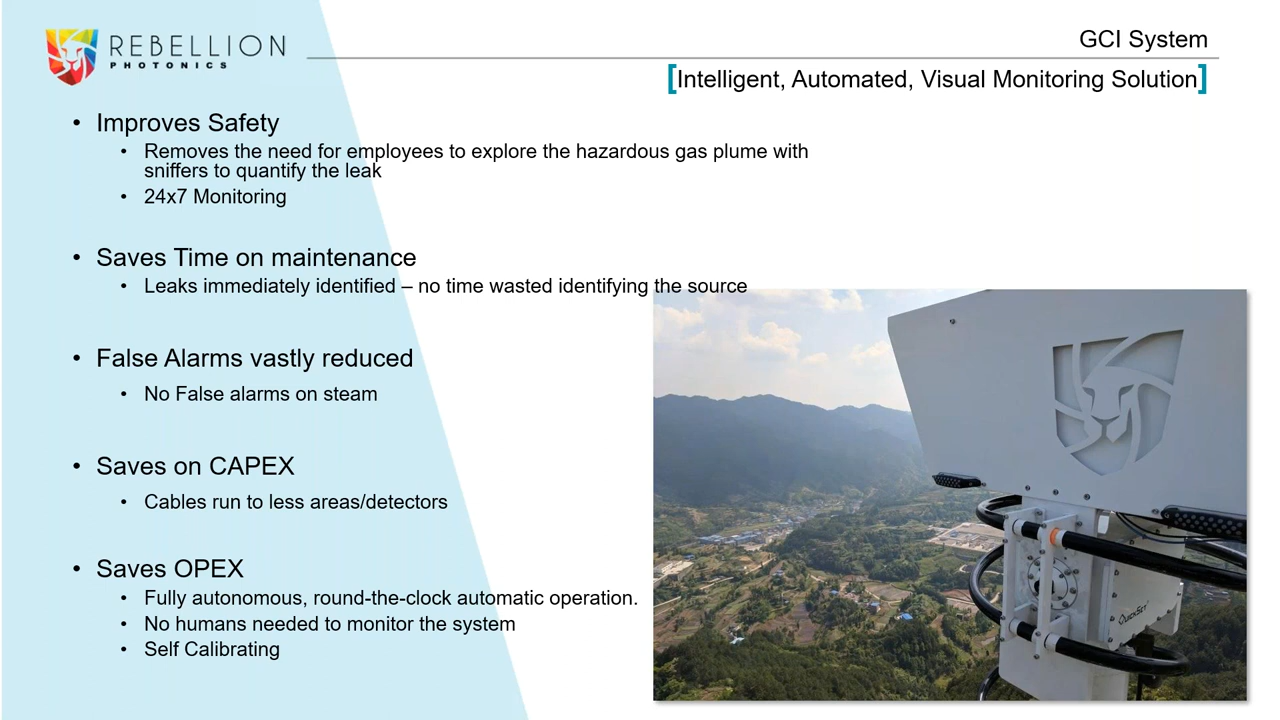 REBELLION
PHOTONICS
GCI System
[Intelligent, Automated, Visual Monitoring Solution]
• Improves Safety
• Removes the need for employees to explore the hazardous gas plume with
sniffers to quantify the leak
• 24x7 Monitoring
• Saves Time on maintenance
• Leaks immediately identified – no time wasted identifying the source
• False Alarms vastly reduced
• No False alarms on steam
• Saves on CAPEX
• Cables run to less areas/detectors
• Saves OPEX
• Fully autonomous, round-the-clock automatic operation.
• No humans needed to monitor the system
• Self Calibrating
QuickSet